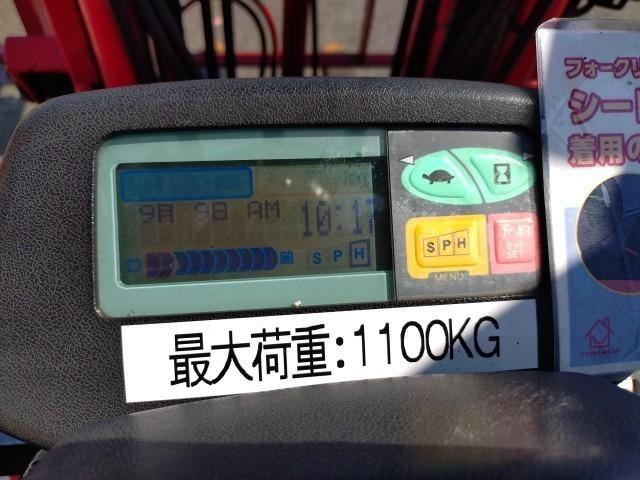 フォークリ
シート
着用の
9月 9日 AM 10:17
S P H
S P H
MENU
予約
セット
SET
最大荷重:1100KG